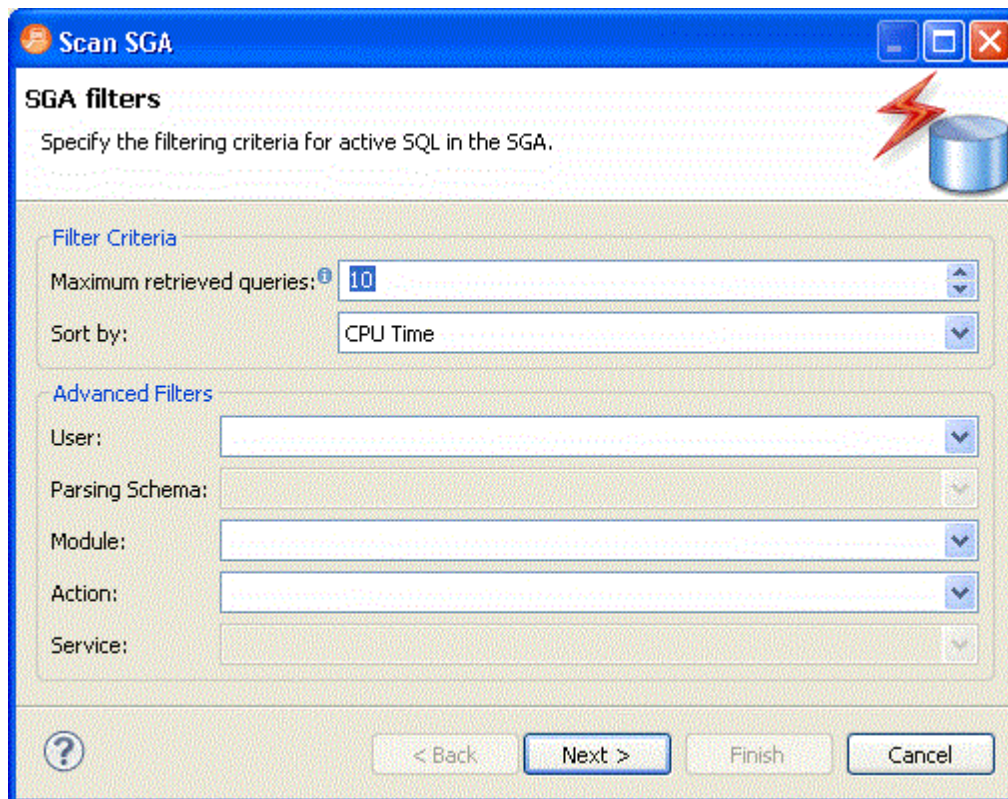 Scan SGA
SGA filters
Specify the filtering criteria for active SQL in the SGA.
Filter Criteria
Maximum retrieved queries: 10
Sort by: CPU Time
Advanced Filters
User:
Parsing Schema:
Module:
Action:
Service:
? < Back Next > Finish Cancel